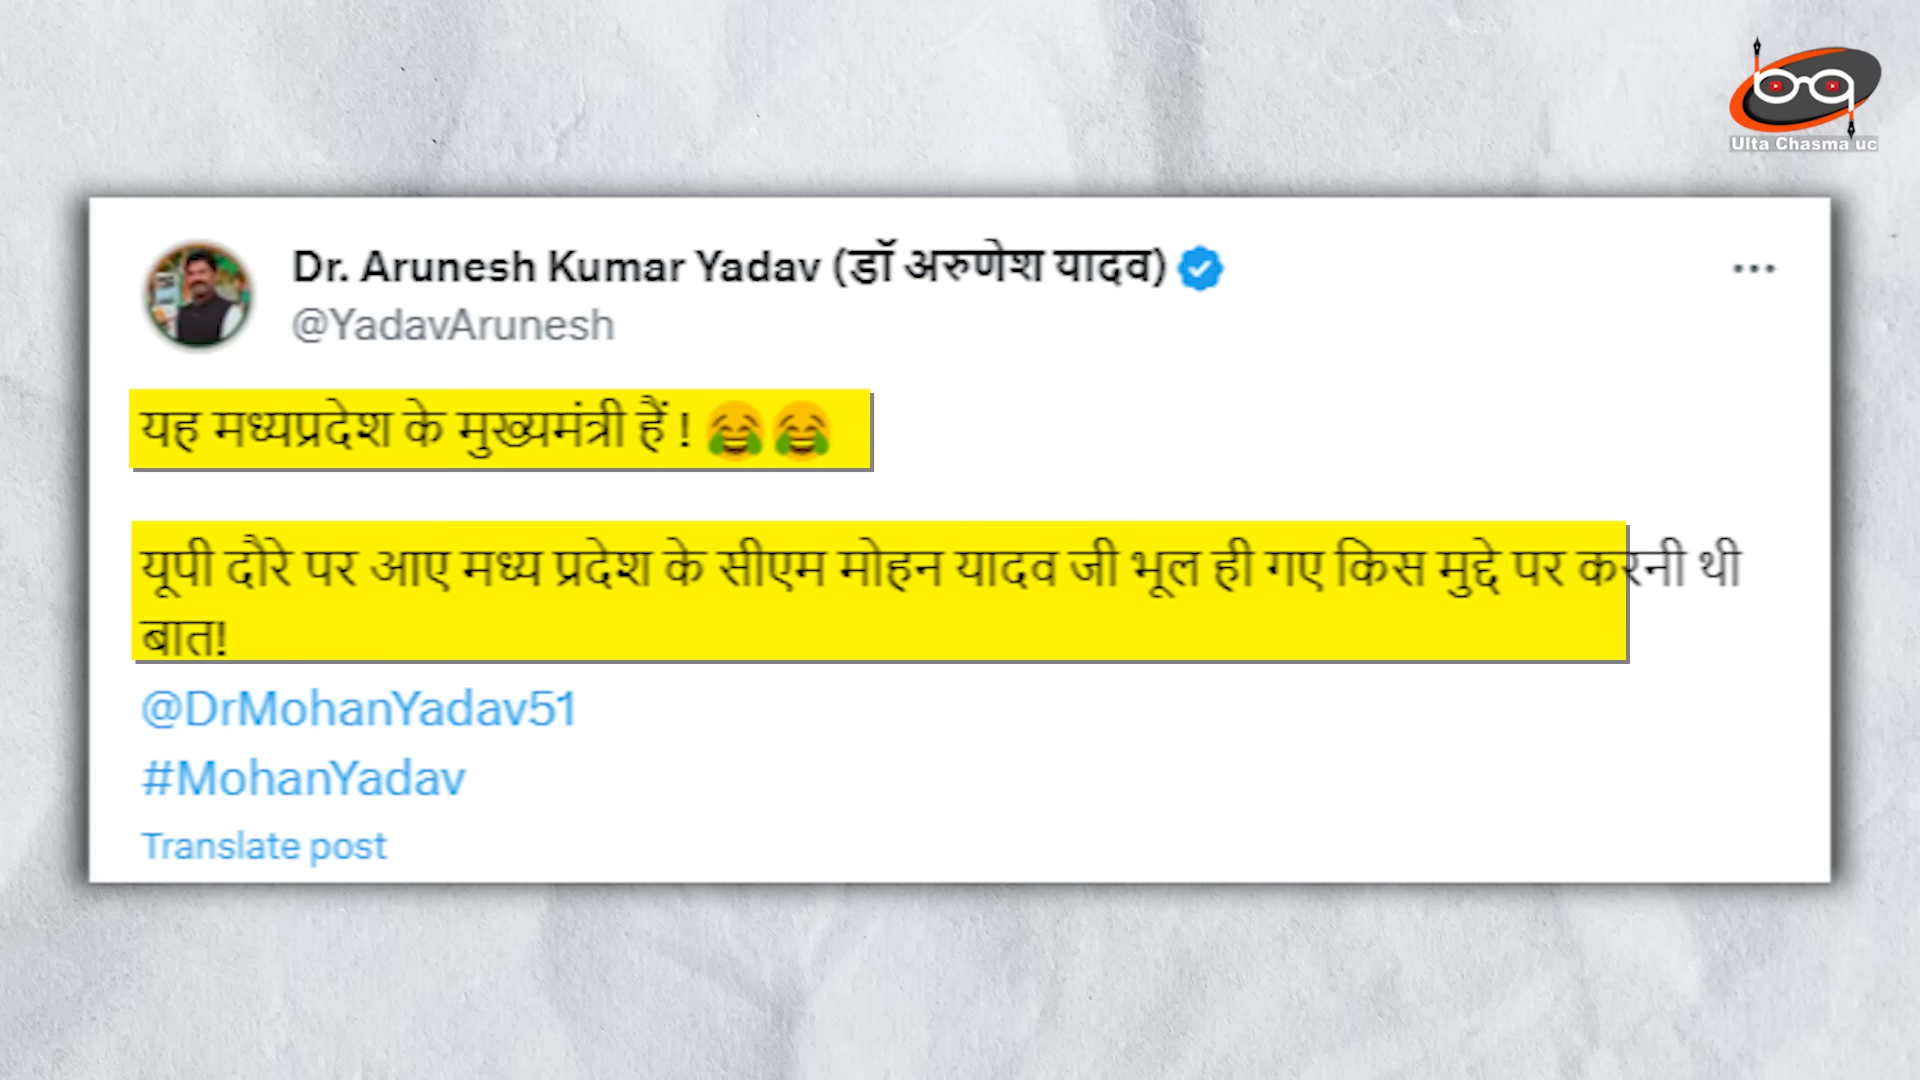 Ulta Chasma uc
Dr. Arunesh Kumar Yadav (डॉ अरुणेश यादव)
@YadavArunesh
यह मध्यप्रदेश के मुख्यमंत्री हैं ! 😂😂
यूपी दौरे पर आए मध्य प्रदेश के सीएम मोहन यादव जी भूल ही गए किस मुद्दे पर करनी थी
बात!
@DrMohanYadav51
#MohanYadav
Translate post